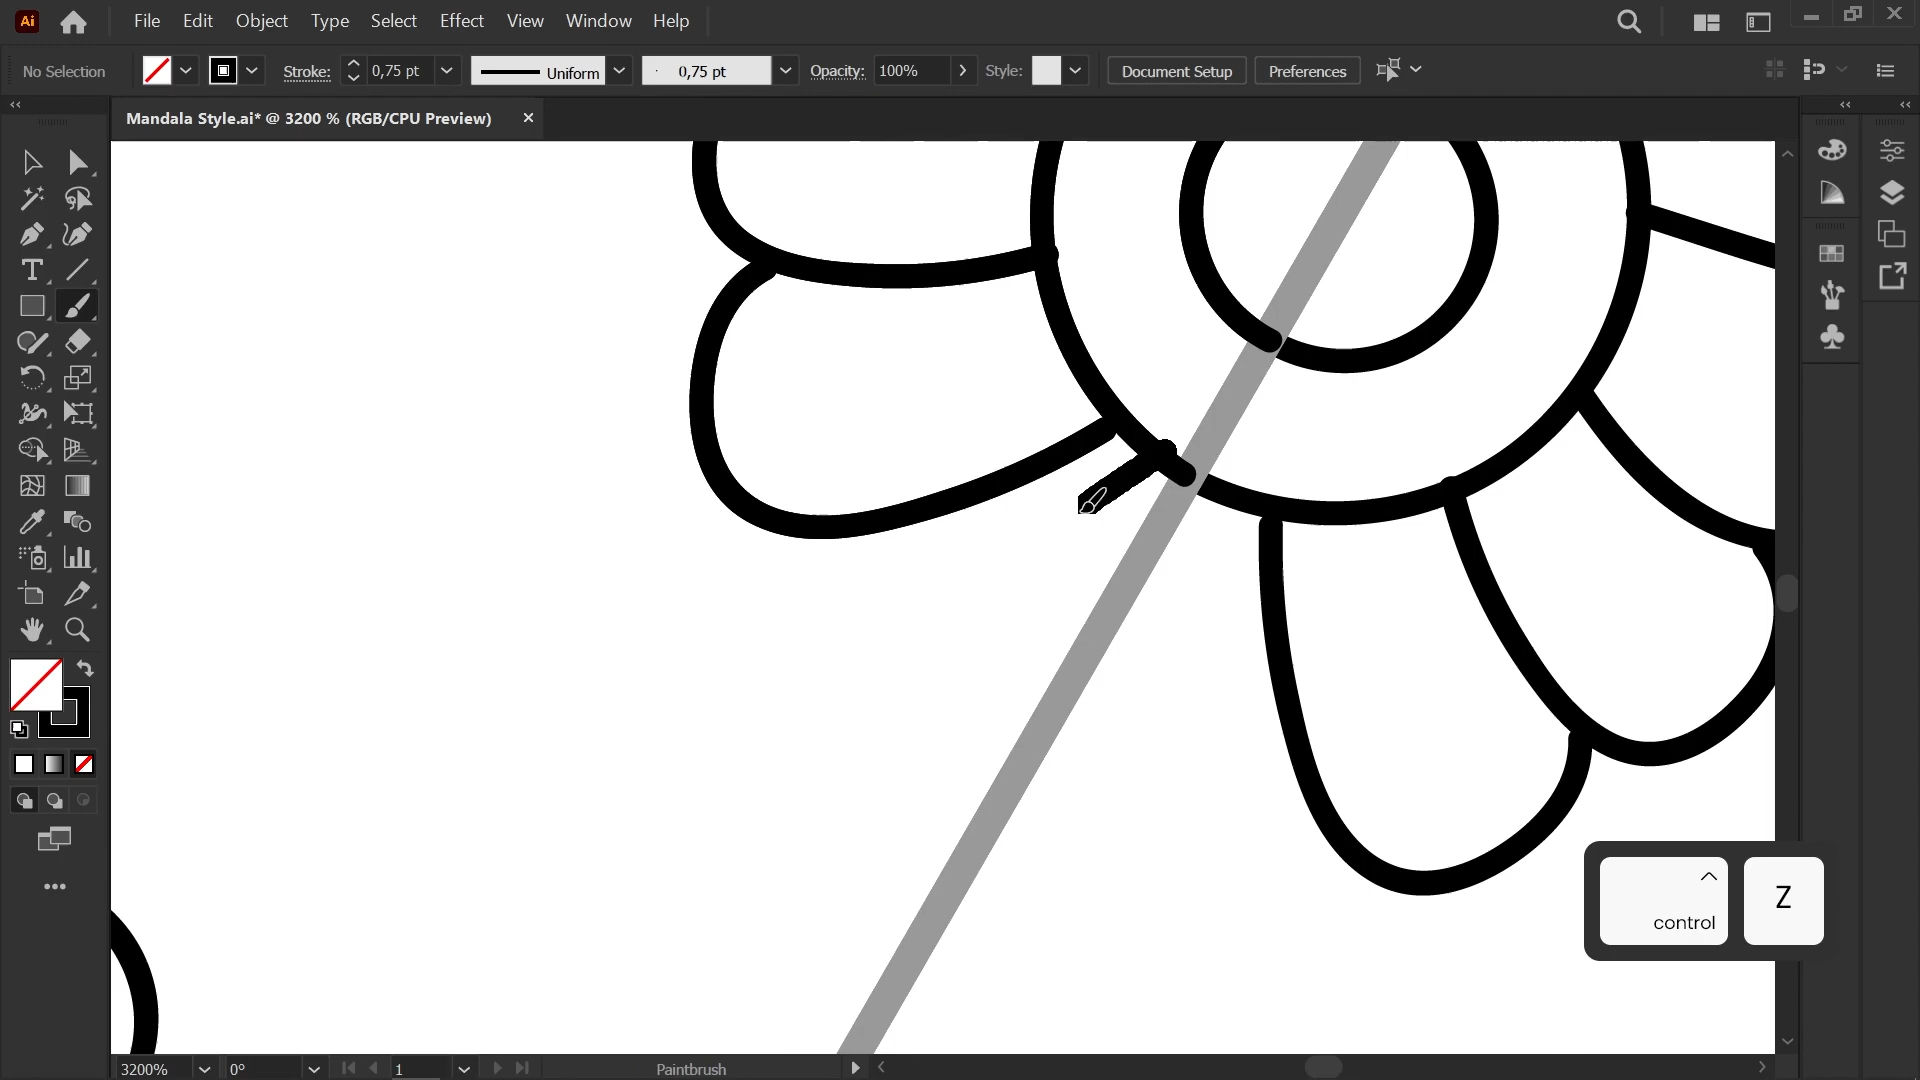 Ai File Edit Object Type Select Effect View Window Help
No Selection Stroke: 0,75 pt Uniform 0,75 pt Opacity: 100% Style: Document Setup Preferences
Mandala Style.ai* @ 3200 % (RGB/CPU Preview)
control
Z
3200% 0° 1 Paintbrush